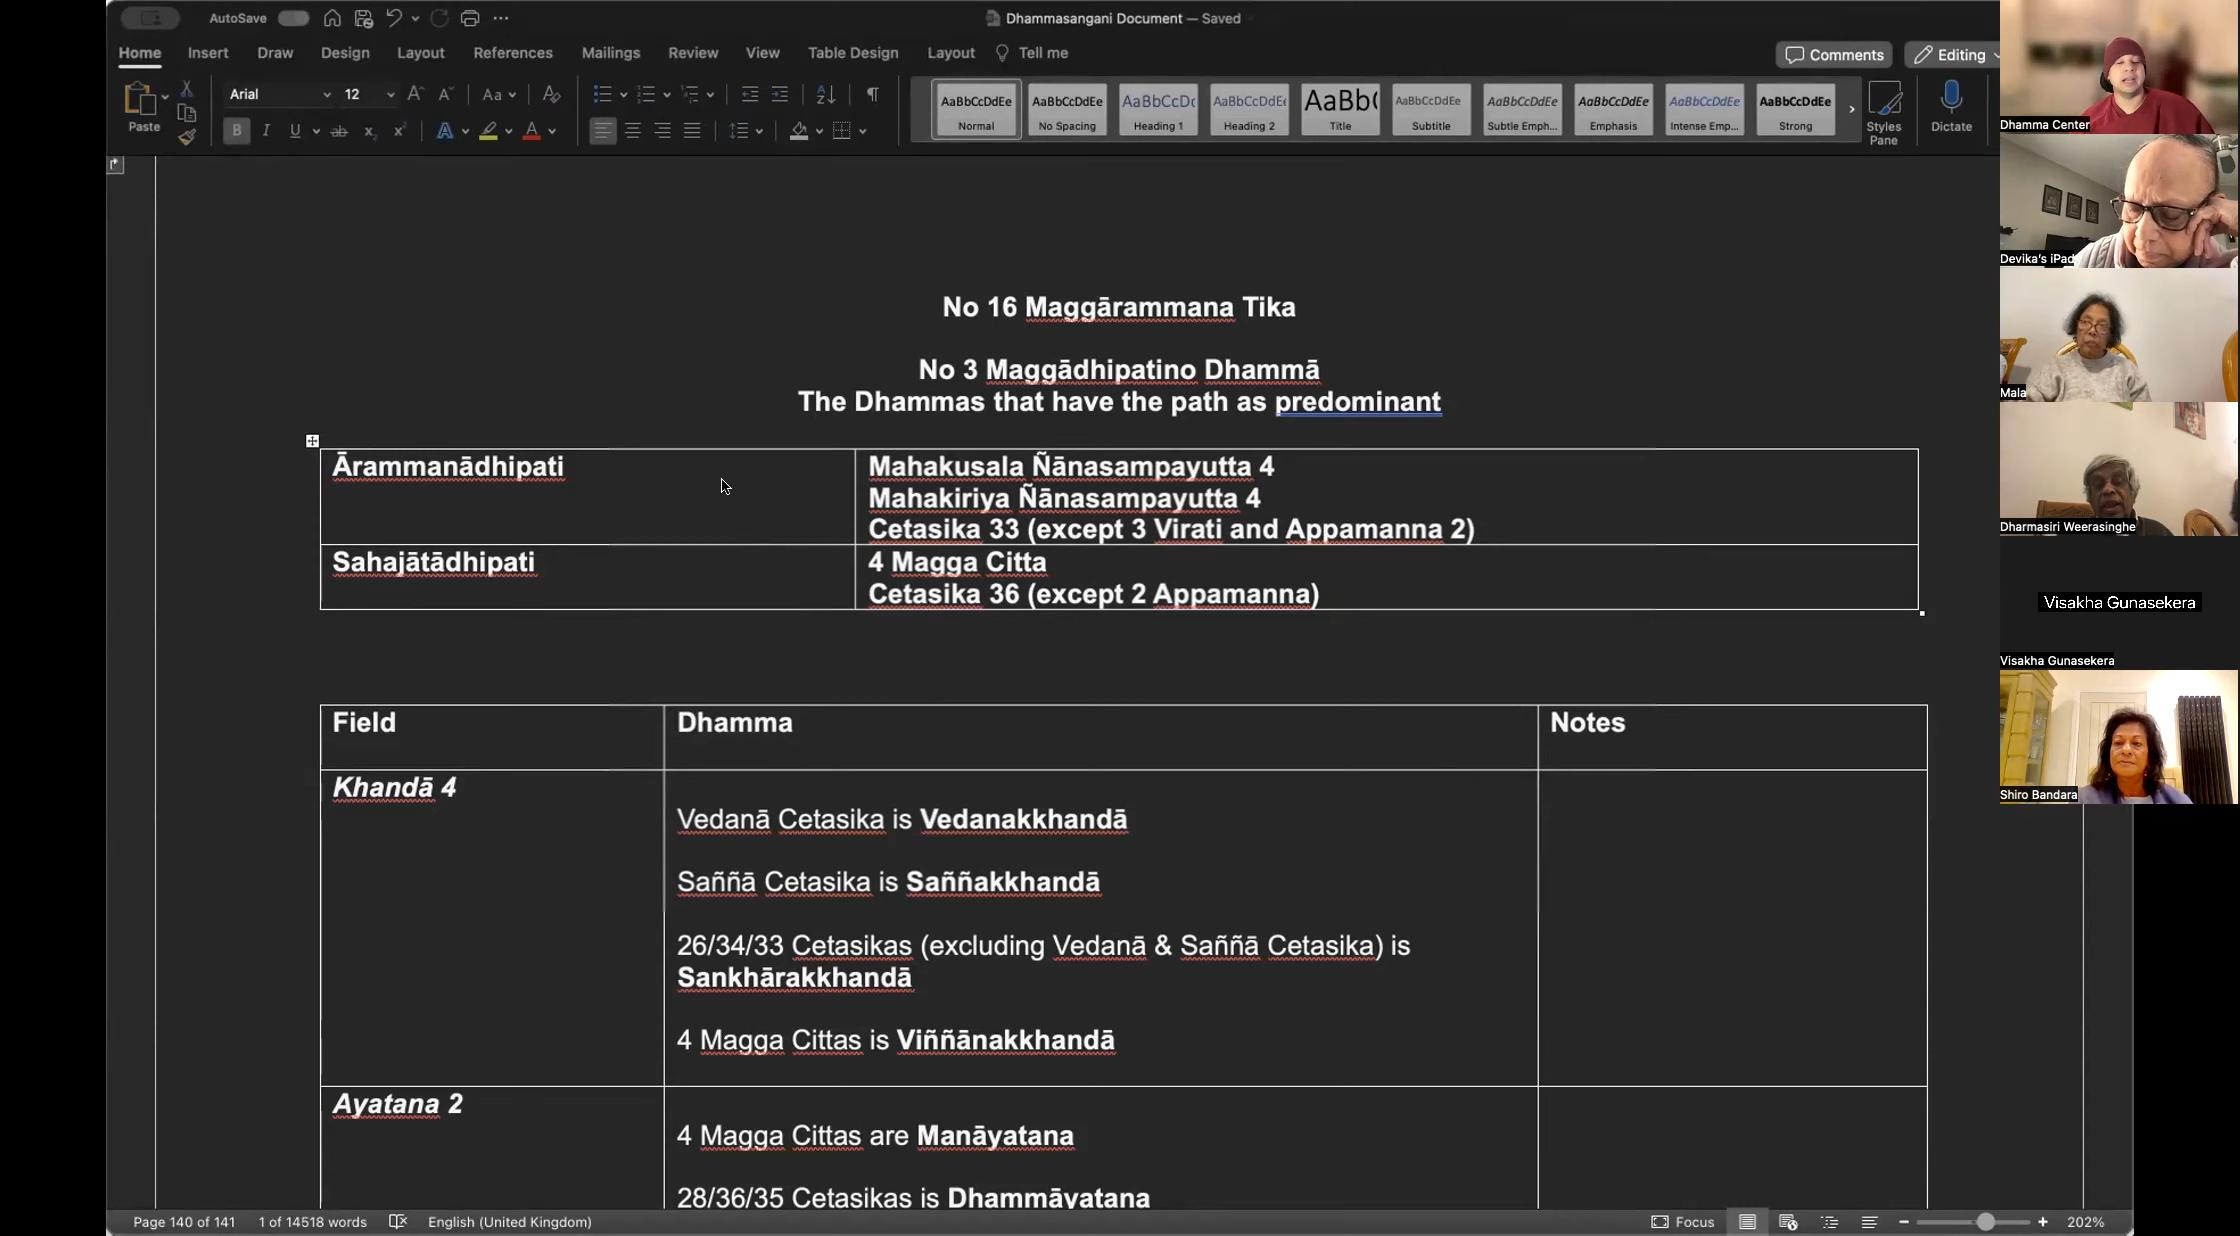 AutoSave
Dhammasangani Document — Saved
Home Insert Draw Design Layout References Mailings Review View Table Design Layout Tell me
Comments Editing
Paste
Arial 12
AaBbCcDdEe Normal
AaBbCcDdEe No Spacing
AaBbCcDc Heading 1
AaBbCcDdEe Heading 2
AaBb( Title
AaBbCcDdEe Subtitle
AaBbCcDdEe Subtle Emph...
AaBbCcDdEe Emphasis
AaBbCcDdEe Intense Emp...
AaBbCcDdEe Strong
Styles Pane
Dictate
No 16 Maggārammana Tika
No 3 Maggādhipatino Dhammā
The Dhammas that have the path as predominant
Ārammanādhipati
Mahakusala Ñānasampayutta 4
Mahakiriya Ñānasampayutta 4
Cetasika 33 (except 3 Virati and Appamanna 2)
Sahajātādhipati
4 Magga Citta
Cetasika 36 (except 2 Appamanna)
Field Dhamma Notes
Khandā 4
Vedanā Cetasika is Vedanakkhandā
Saññā Cetasika is Saññakkhandā
26/34/33 Cetasikas (excluding Vedanā & Saññā Cetasika) is
Sankhārakkhandā
4 Magga Cittas is Viññānakkhandā
Ayatana 2
4 Magga Cittas are Manāyatana
28/36/35 Cetasikas is Dhammāyatana
Page 140 of 141 1 of 14518 words English (United Kingdom) Focus 202%
Dhamma Center
Devika's iPad
Mala
Dharmasiri Weerasinghe
Visakha Gunasekera
Visakha Gunasekera
Shiro Bandara